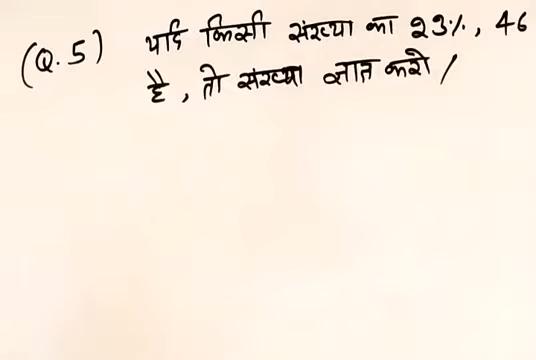 (Q.5) यदि किसी संख्या का 23%, 46
है, तो संख्या ज्ञात करो /